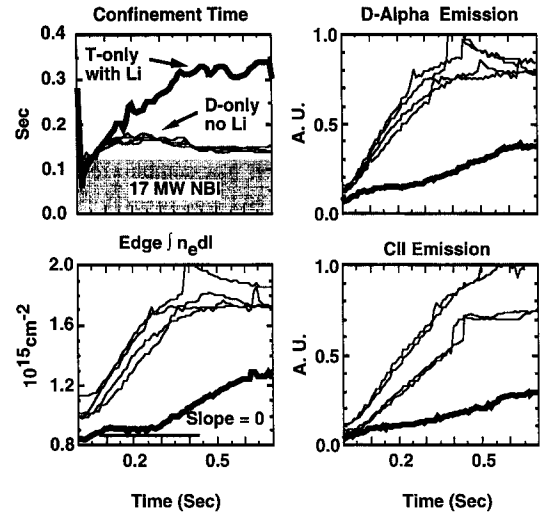 Confinement Time
D-Alpha Emission
0.4
0.3
0.2
0.1
0.0
Sec
T-only
with Li
D-only
no Li
17 MW NBI
1.0
0.5
0.0
A. U.
Edge ∫ nedl
CII Emission
2.0
1.6
1.2
0.8
10¹⁵cm⁻²
Slope = 0
0.2
0.5
Time (Sec)
1.0
0.5
0.0
A. U.
0.2
0.5
Time (Sec)